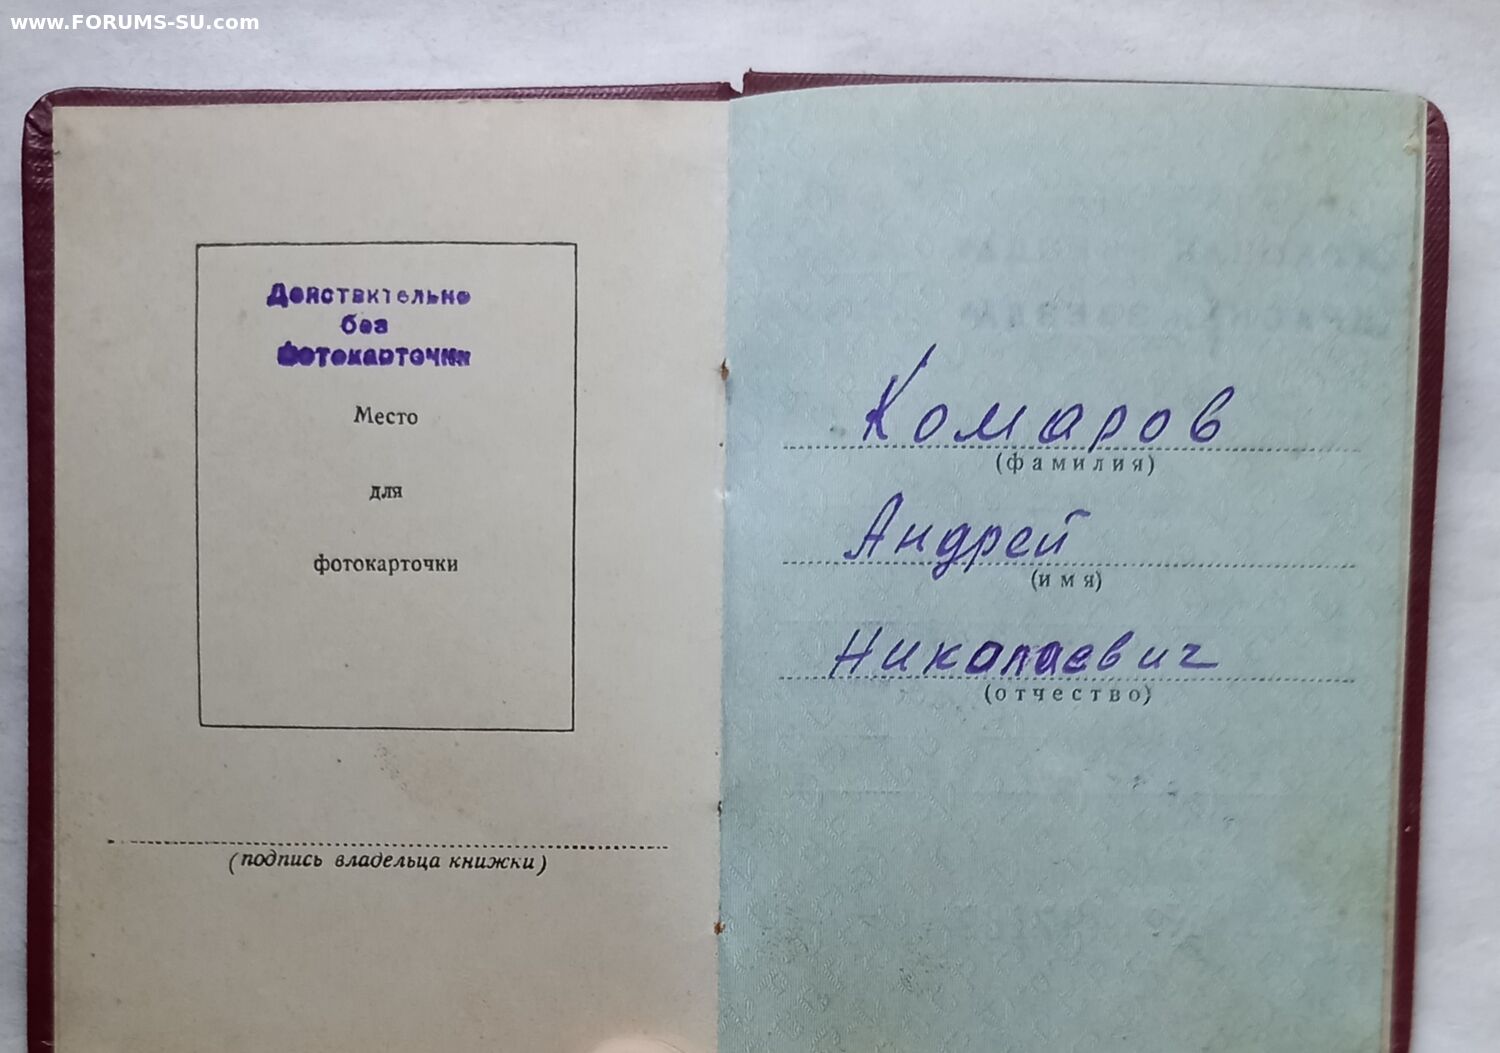 www.FORUMS-SU.com
Действительно
без
Фотокарточки
Место
для
фотокарточки
(подпись владельца книжки)
Комаров
(фамилия)
Андрей
(имя)
Николаевич
(отчество)